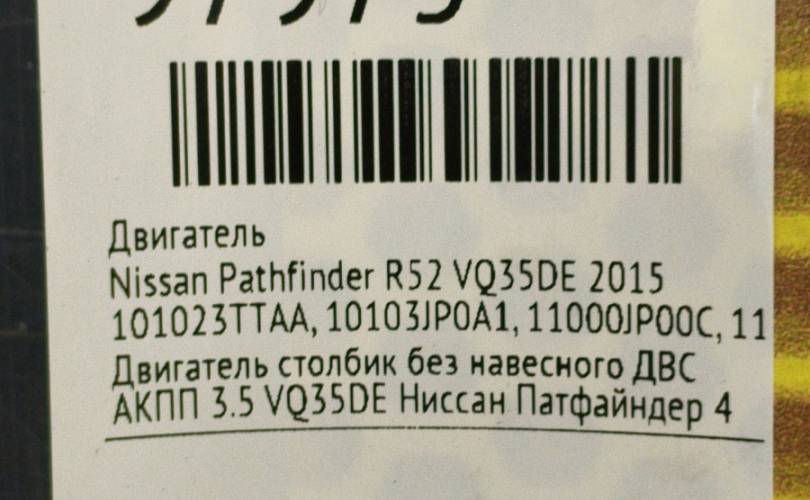 Двигатель
Nissan Pathfinder R52 VQ35DE 2015
101023TTAA, 10103JP0A1, 11000JP00C, 11
Двигатель столбик без навесного ДВС
АКПП 3.5 VQ35DE Ниссан Патфайндер 4